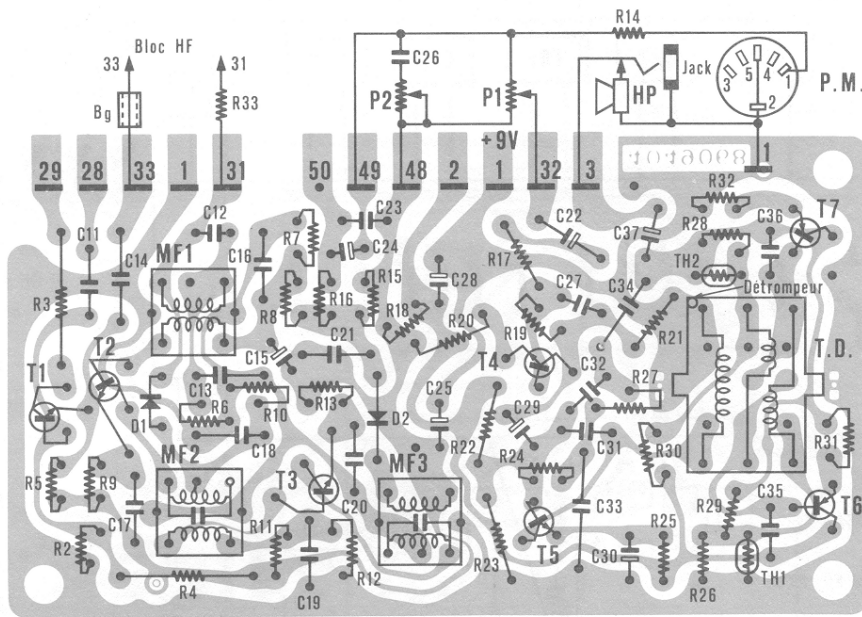 Bloc HF
33
31
Bg
R33
C26
P2
P1
+9V
R14
HP
Jack
P.M.
3
5
4
1
2
29
28
33
1
31
50
49
48
2
1
32
3
4049068
1
C11
C14
C12
MF1
C16
R7
C23
C24
R15
R8
R16
C28
R18
R20
R17
C22
C27
R19
C34
C37
R32
R28
TH2
C36
T7
Détrompeur
R3
T1
T2
D1
C13
R6
C15
R10
C18
C21
R13
D2
C25
T4
C32
R21
R27
T.D.
R22
C29
C31
R30
R31
R5
R9
MF2
C17
T3
C20
MF3
R24
C33
R29
C35
T6
R2
R4
R11
C19
R12
R23
T5
C30
R25
R26
TH1